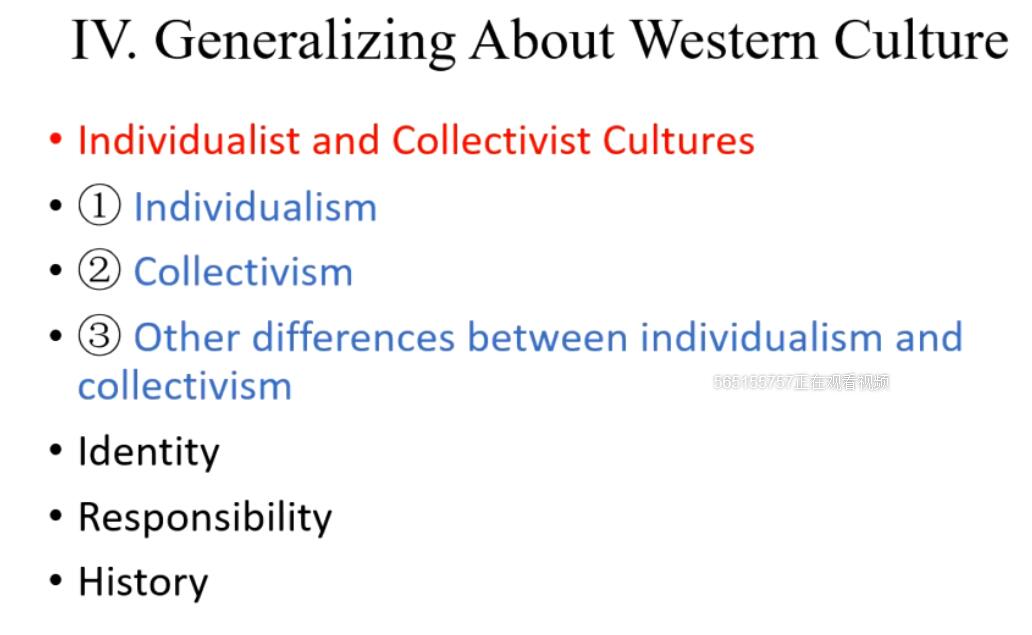 IV. Generalizing About Western Culture
• Individualist and Collectivist Cultures
• ① Individualism
• ② Collectivism
• ③ Other differences between individualism and
collectivism
565155757正在观看视频
• Identity
• Responsibility
• History